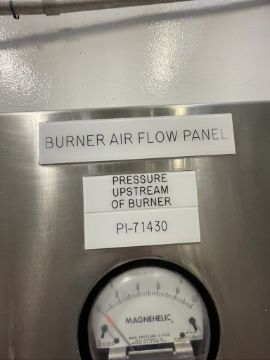 BURNER AIR FLOW PANEL
PRESSURE
UPSTREAM
OF BURNER
PI-71430
MAGNEHELIC